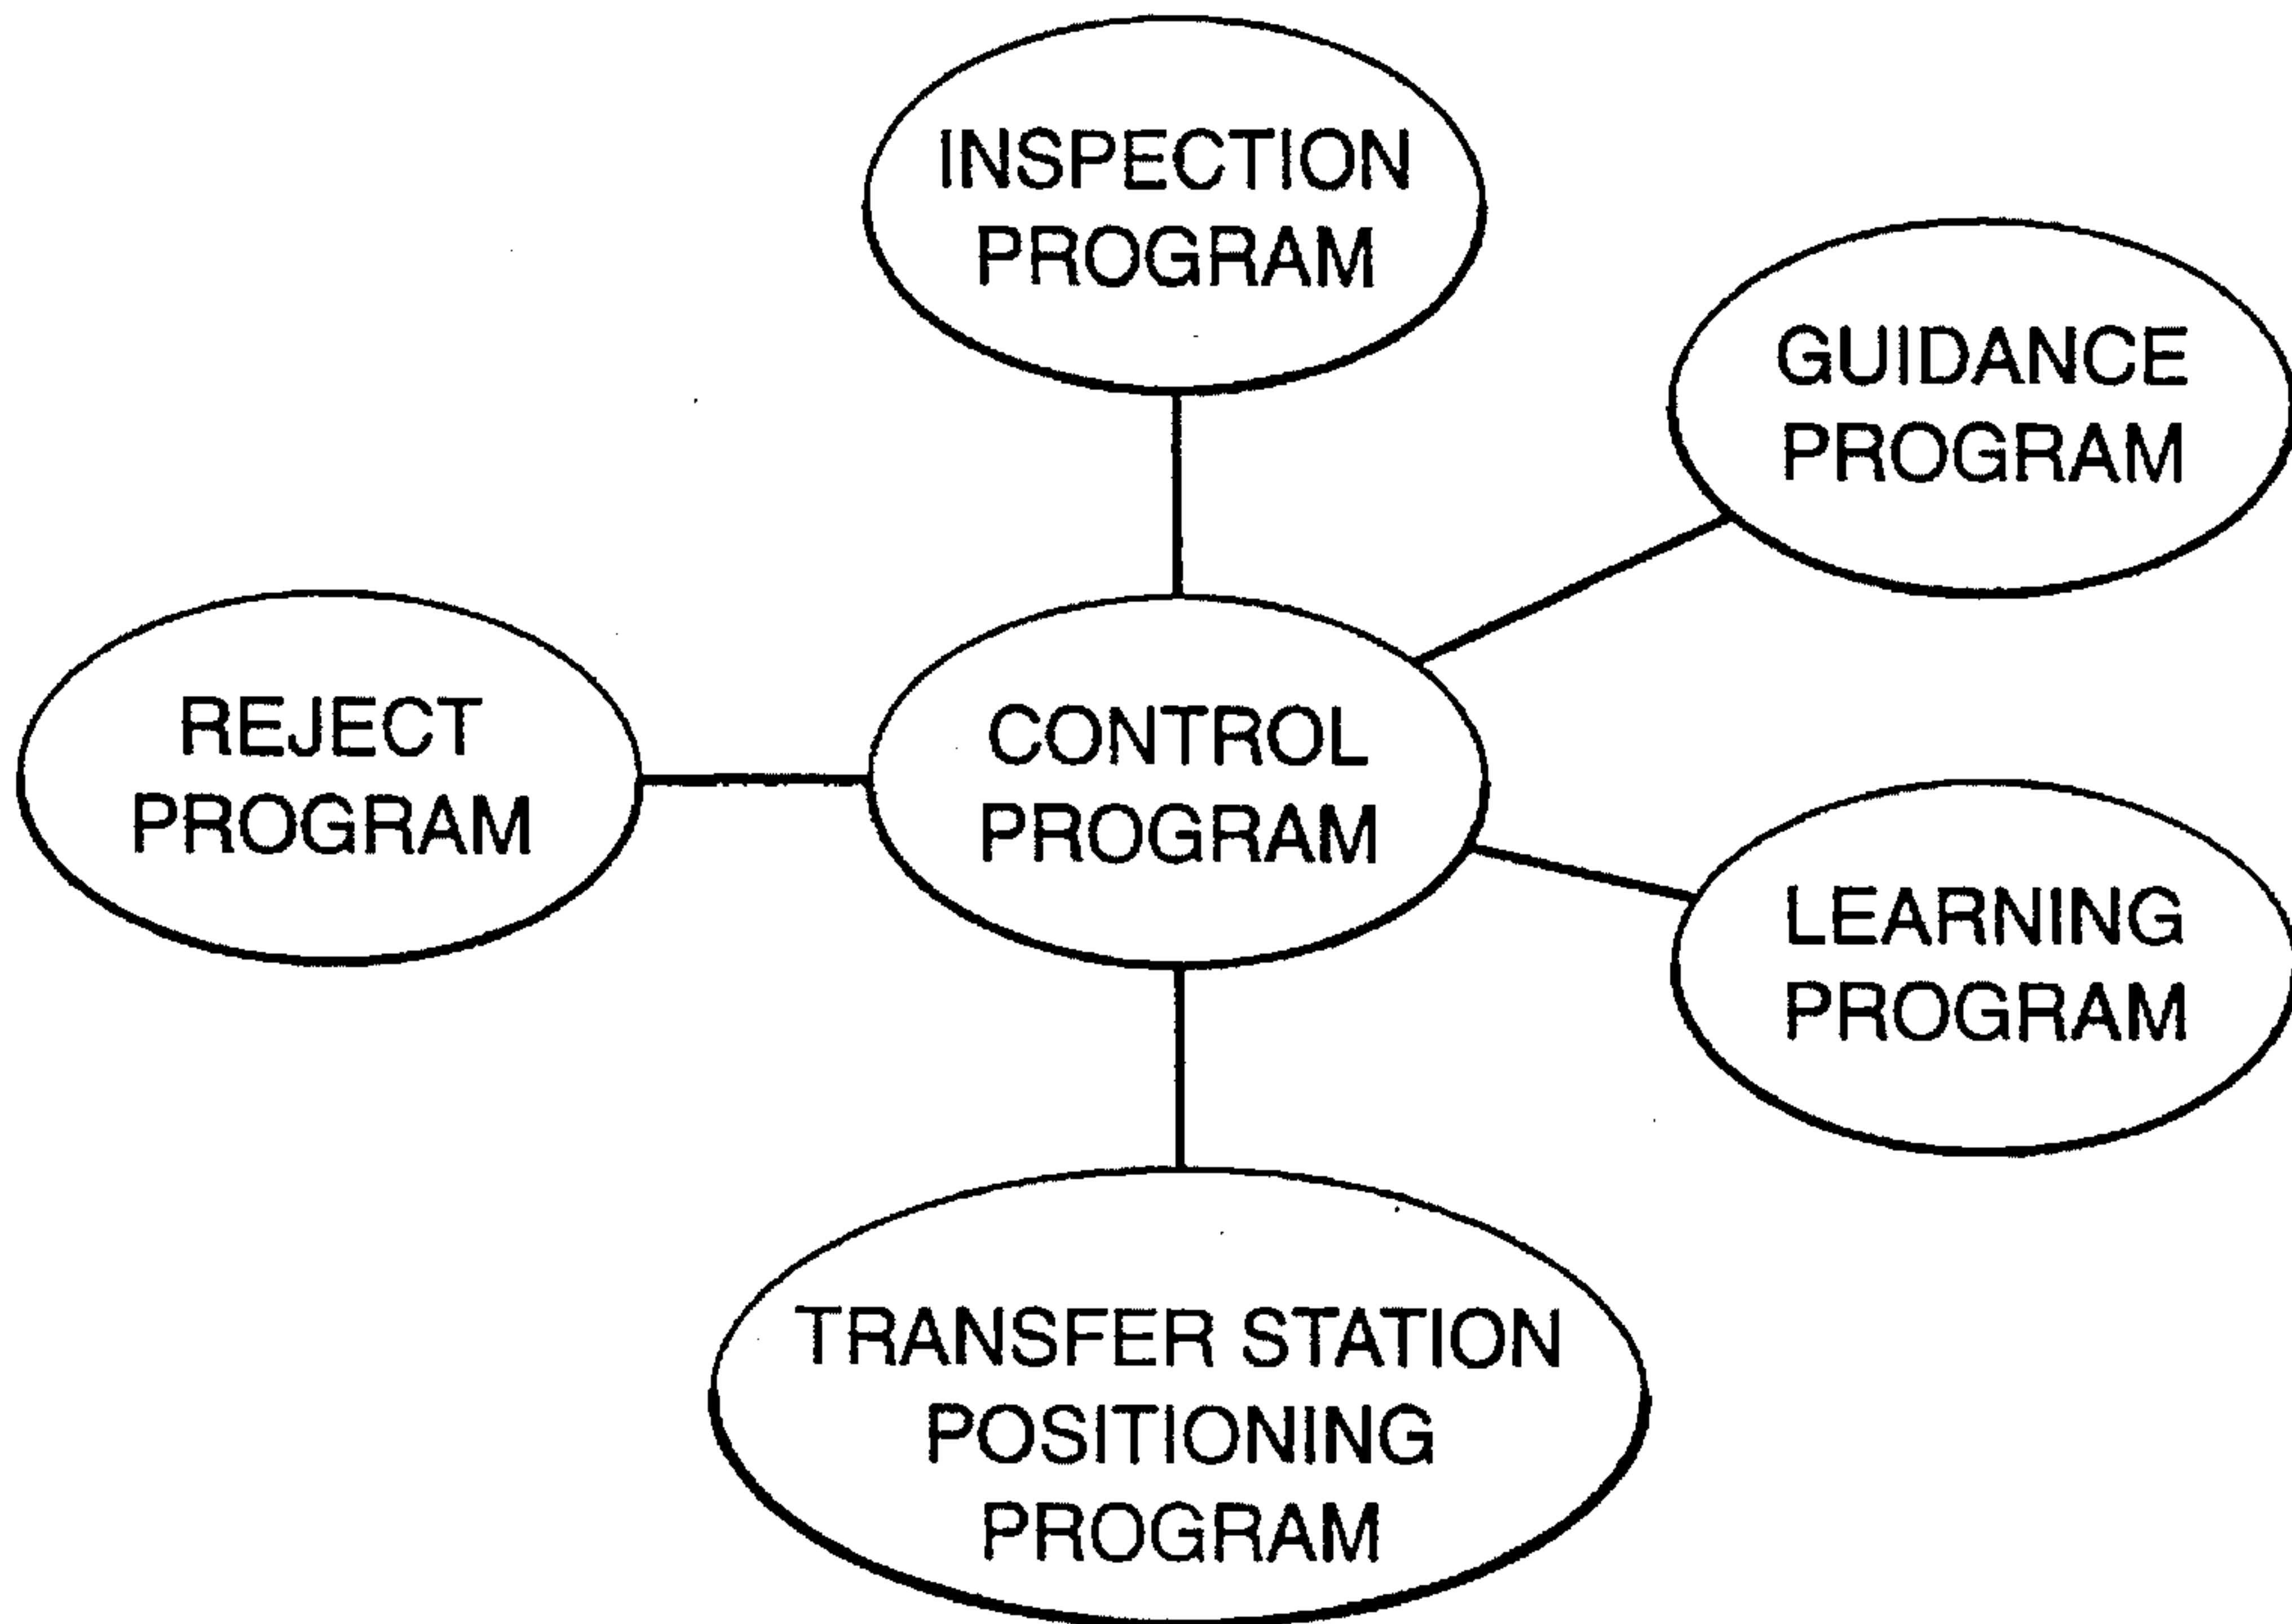 INSPECTION
PROGRAM
GUIDANCE
PROGRAM
REJECT
PROGRAM
CONTROL
PROGRAM
LEARNING
PROGRAM
TRANSFER STATION
POSITIONING
PROGRAM